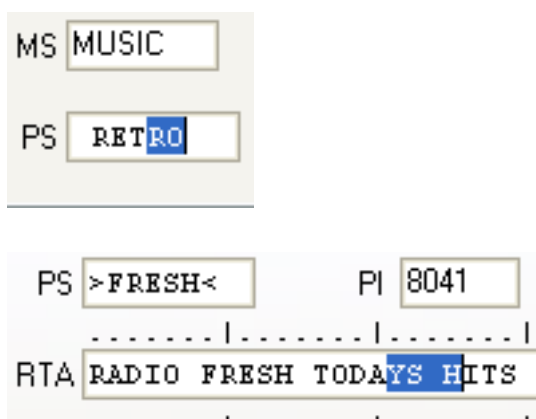 MS MUSIC
PS RETRO
PS >FRESH< PI 8041
RTA RADIO FRESH TODAYS HITS